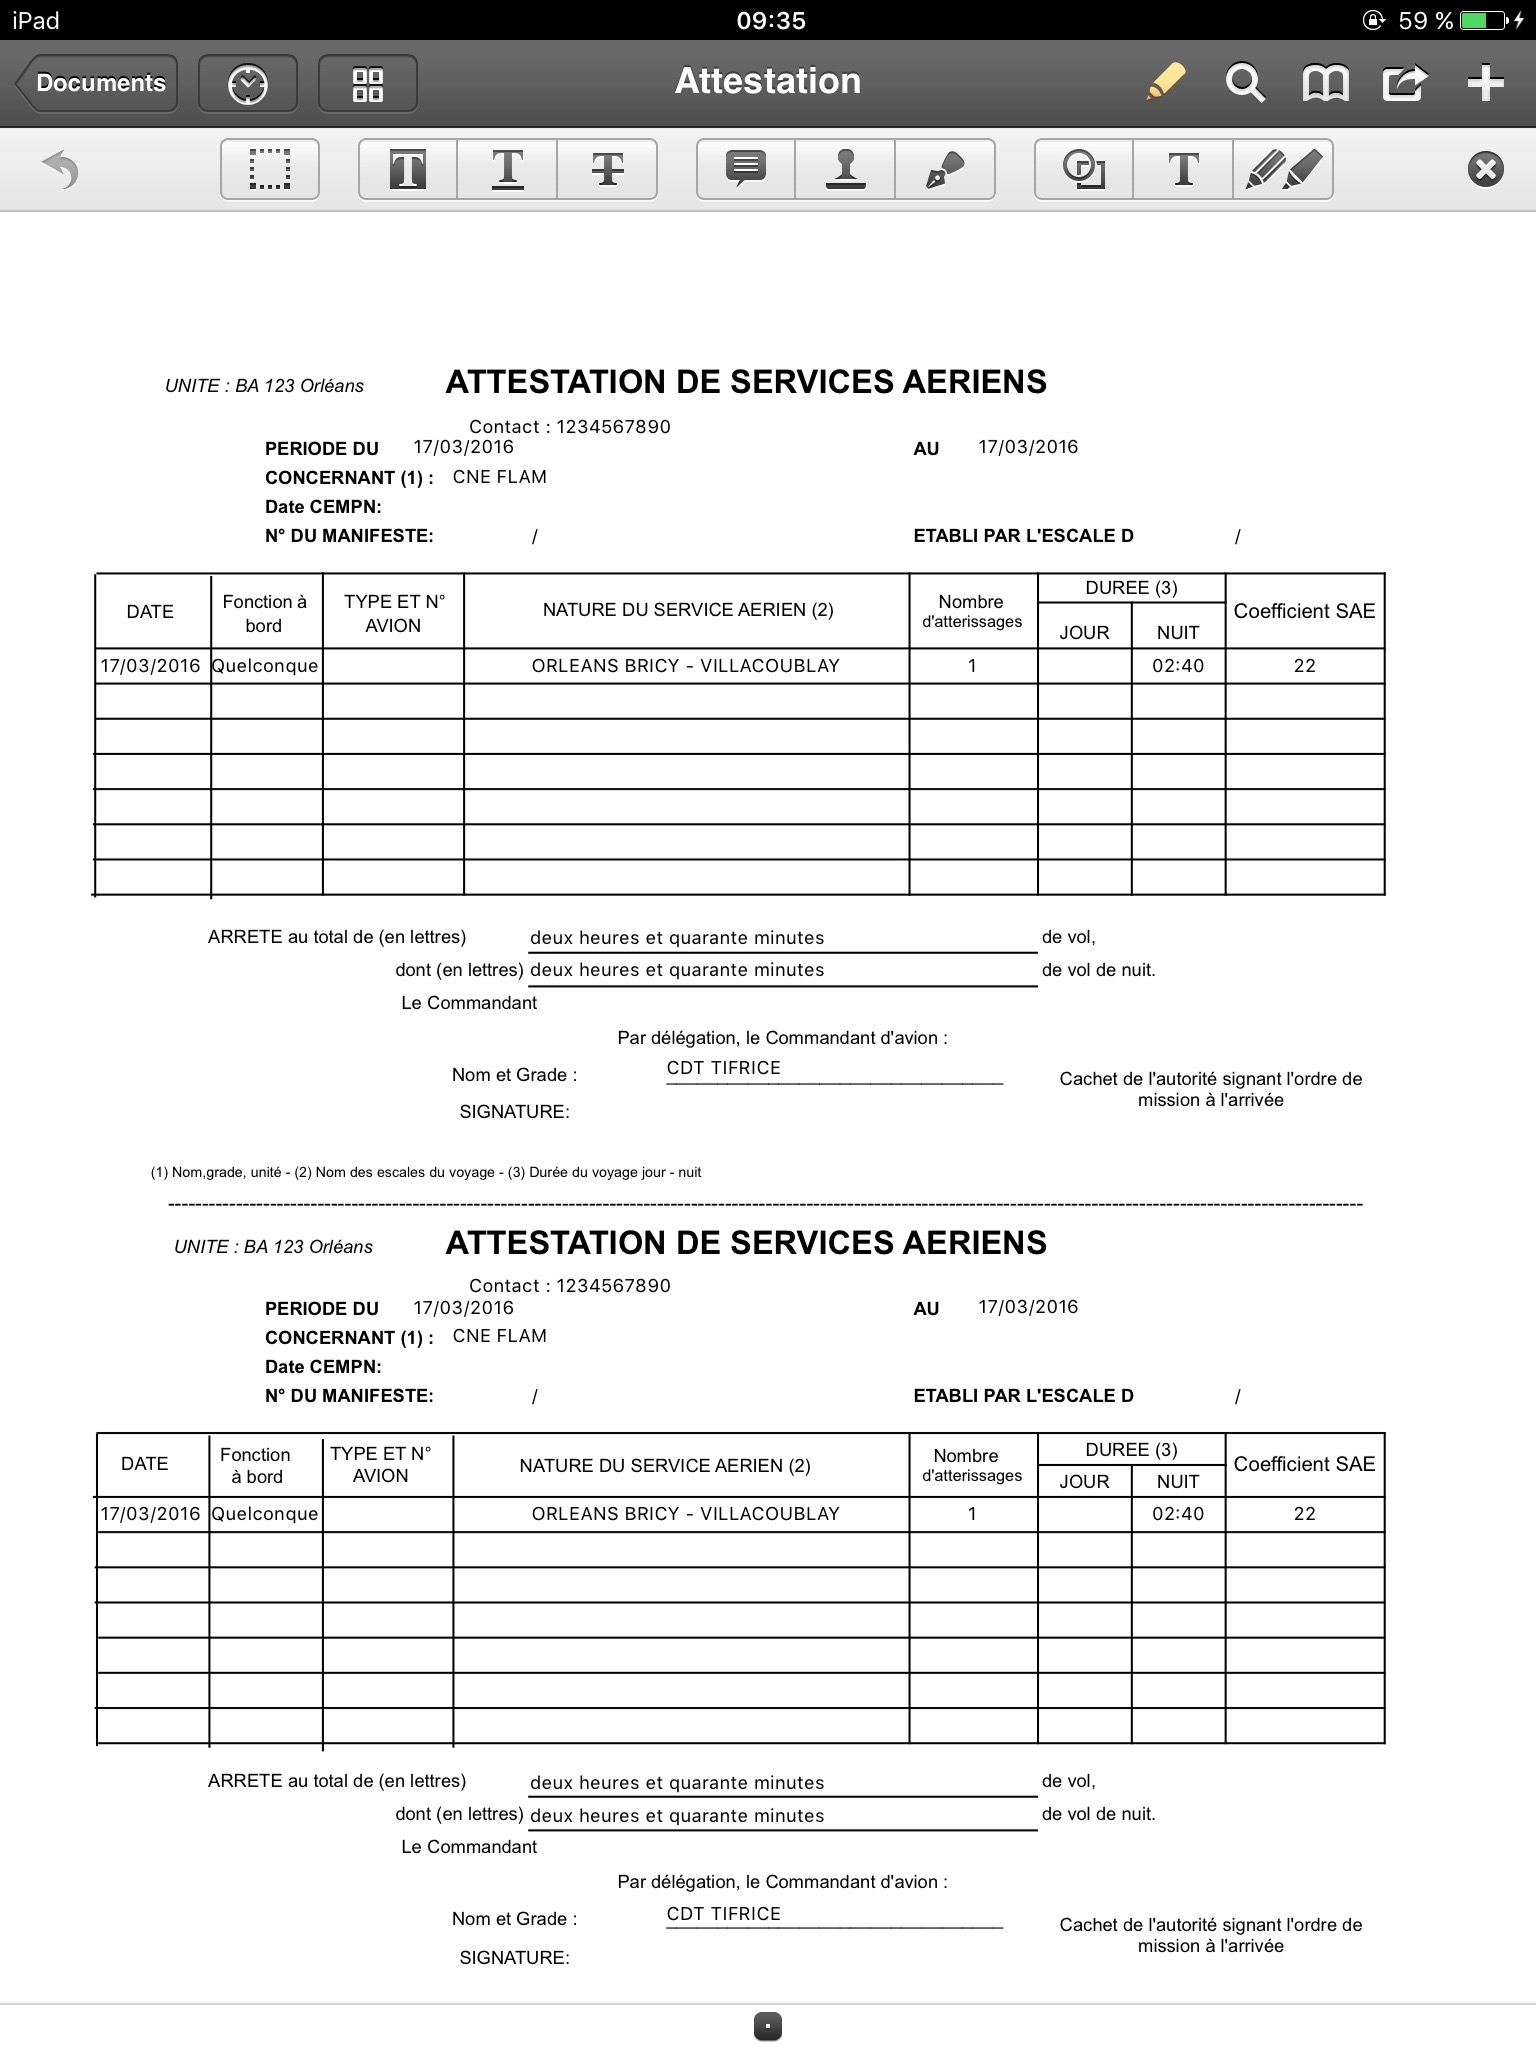 iPad 09:35 59 %
Documents Attestation
UNITE : BA 123 Orléans ATTESTATION DE SERVICES AERIENS
Contact : 1234567890
PERIODE DU 17/03/2016 AU 17/03/2016
CONCERNANT (1) : CNE FLAM
Date CEMPN:
N° DU MANIFESTE: / ETABLI PAR L'ESCALE D /
DATE Fonction à bord TYPE ET N° AVION NATURE DU SERVICE AERIEN (2) Nombre d'atterissages DUREE (3) JOUR NUIT Coefficient SAE
17/03/2016 Quelconque ORLEANS BRICY - VILLACOUBLAY 1 02:40 22
ARRETE au total de (en lettres) deux heures et quarante minutes de vol,
dont (en lettres) deux heures et quarante minutes de vol de nuit.
Le Commandant
Par délégation, le Commandant d'avion :
Nom et Grade : CDT TIFRICE
Cachet de l'autorité signant l'ordre de
mission à l'arrivée
SIGNATURE:
(1) Nom,grade, unité - (2) Nom des escales du voyage - (3) Durée du voyage jour - nuit
UNITE : BA 123 Orléans ATTESTATION DE SERVICES AERIENS
Contact : 1234567890
PERIODE DU 17/03/2016 AU 17/03/2016
CONCERNANT (1) : CNE FLAM
Date CEMPN:
N° DU MANIFESTE: / ETABLI PAR L'ESCALE D /
DATE Fonction à bord TYPE ET N° AVION NATURE DU SERVICE AERIEN (2) Nombre d'atterissages DUREE (3) JOUR NUIT Coefficient SAE
17/03/2016 Quelconque ORLEANS BRICY - VILLACOUBLAY 1 02:40 22
ARRETE au total de (en lettres) deux heures et quarante minutes de vol,
dont (en lettres) deux heures et quarante minutes de vol de nuit.
Le Commandant
Par délégation, le Commandant d'avion :
Nom et Grade : CDT TIFRICE
Cachet de l'autorité signant l'ordre de
mission à l'arrivée
SIGNATURE: